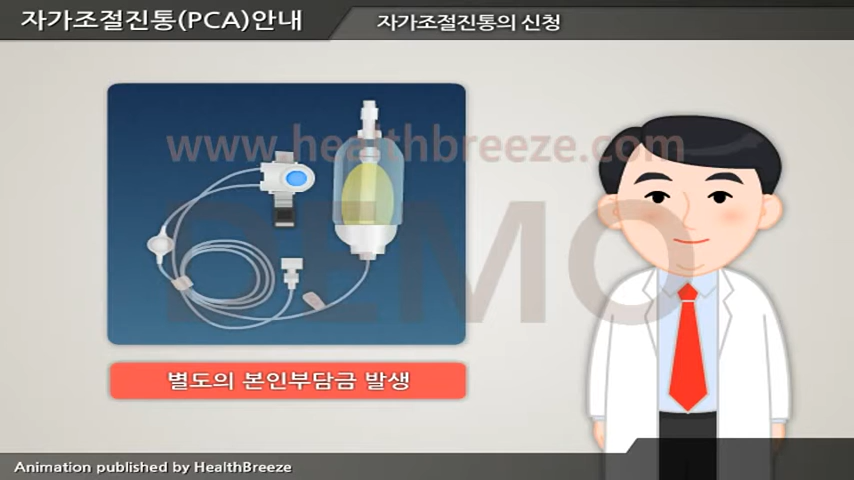 자가조절진통(PCA)안내
자가조절진통의 신청
www.healthbreeze.com
DEMO
별도의 본인부담금 발생
Animation published by HealthBreeze